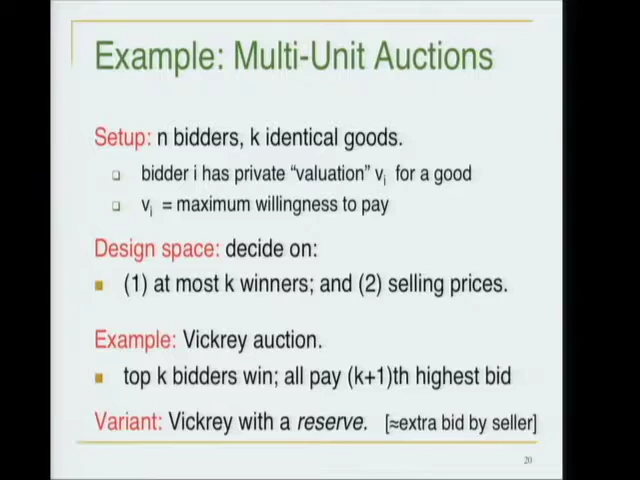 Example: Multi-Unit Auctions
Setup: n bidders, k identical goods.
❑ bidder i has private “valuation” vi for a good
❑ vi = maximum willingness to pay
Design space: decide on:
■ (1) at most k winners; and (2) selling prices.
Example: Vickrey auction.
■ top k bidders win; all pay (k+1)th highest bid
Variant: Vickrey with a reserve. [≈extra bid by seller]
20